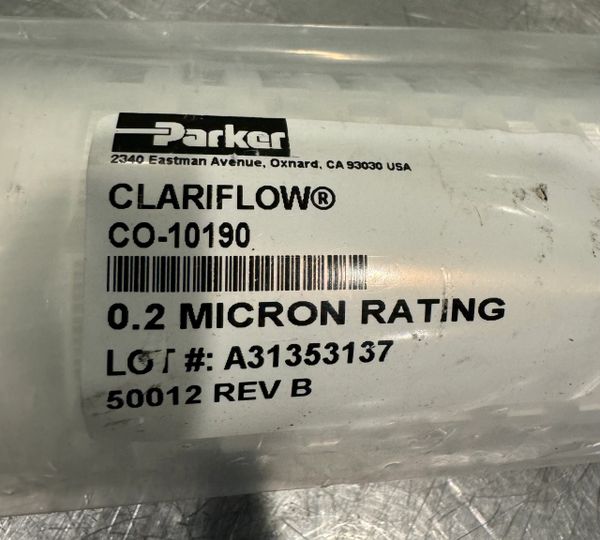 Parker
2340 Eastman Avenue, Oxnard, CA 93030 USA
CLARIFLOW®
CO-10190
0.2 MICRON RATING
LOT #: A31353137
50012 REV B